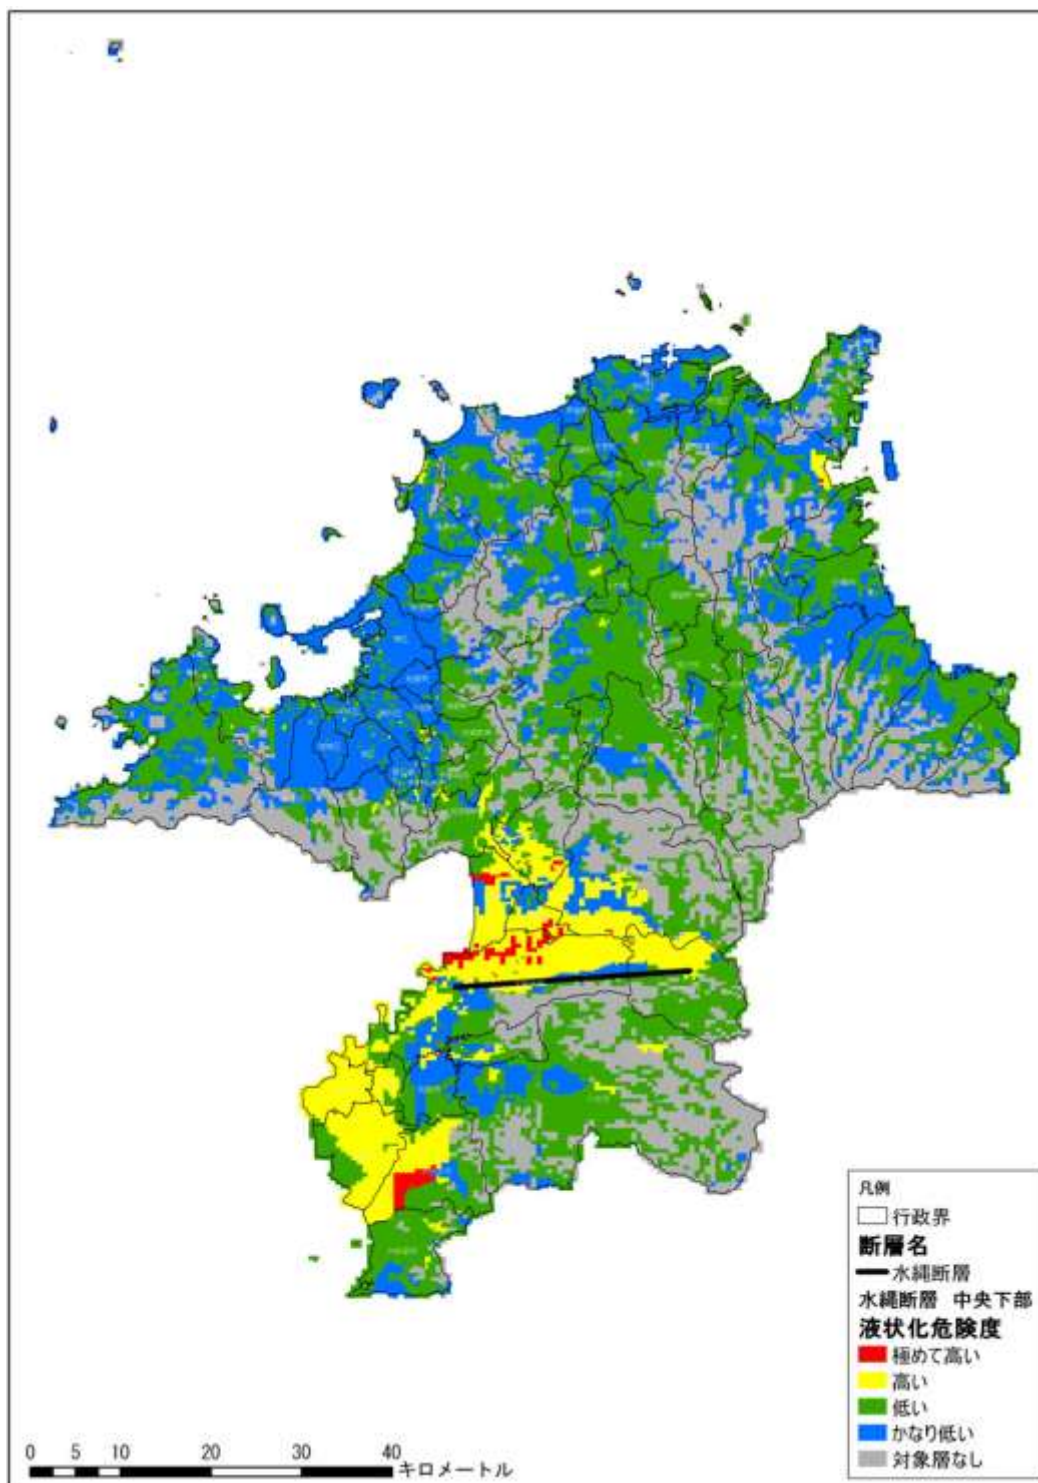 凡例
行政界
断層名
水縄断層
水縄断層 中央下部
液状化危険度
極めて高い
高い
低い
かなり低い
対象層なし
0 5 10 20 30 40
キロメートル